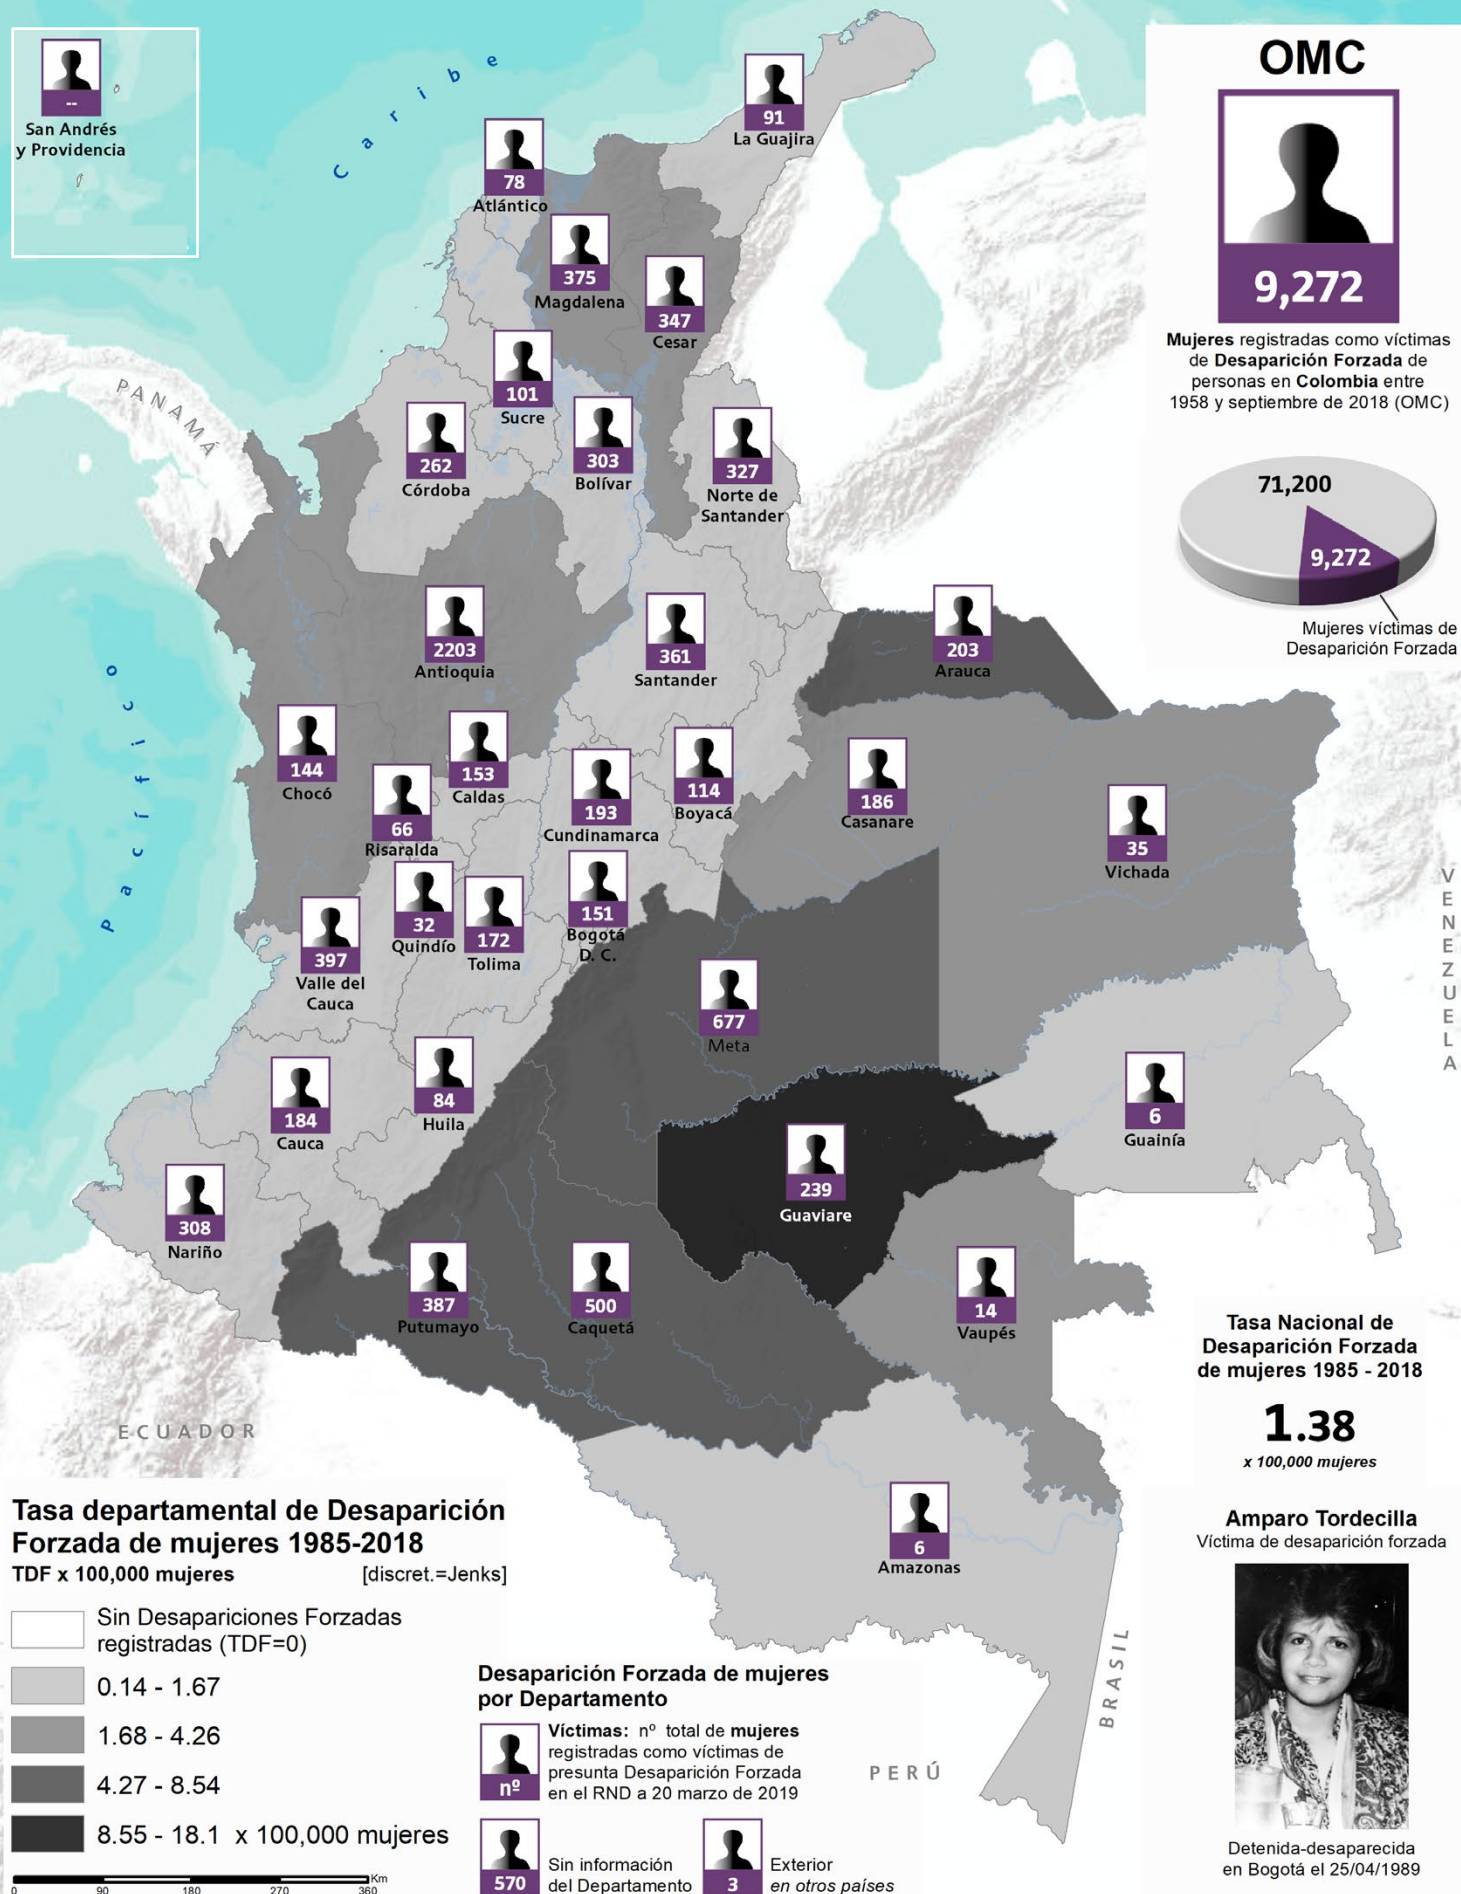 --
San Andrés
y Providencia
Caribe
91
La Guajira
78
Atlántico
375
Magdalena
347
Cesar
101
Sucre
262
Córdoba
303
Bolívar
327
Norte de
Santander
PANAMÁ
OMC
9,272
Mujeres registradas como víctimas
de Desaparición Forzada de
personas en Colombia entre
1958 y septiembre de 2018 (OMC)
71,200
9,272
Mujeres víctimas de
Desaparición Forzada
2203
Antioquia
361
Santander
203
Arauca
Pacífico
144
Chocó
153
Caldas
66
Risaralda
193
Cundinamarca
114
Boyacá
186
Casanare
35
Vichada
VENEZUELA
397
Valle del
Cauca
32
Quindío
172
Tolima
151
Bogotá
D. C.
677
Meta
184
Cauca
84
Huila
6
Guainía
239
Guaviare
308
Nariño
387
Putumayo
500
Caquetá
14
Vaupés
ECUADOR
6
Amazonas
BRASIL
PERÚ
Tasa Nacional de
Desaparición Forzada
de mujeres 1985 - 2018
1.38
x 100,000 mujeres
Amparo Tordecilla
Víctima de desaparición forzada
Detenida-desaparecida
en Bogotá el 25/04/1989
Tasa departamental de Desaparición
Forzada de mujeres 1985-2018
TDF x 100,000 mujeres [discret.=Jenks]
Sin Desapariciones Forzadas
registradas (TDF=0)
0.14 - 1.67
1.68 - 4.26
4.27 - 8.54
8.55 - 18.1 x 100,000 mujeres
Km
0 90 180 270 360
Desaparición Forzada de mujeres
por Departamento
nº
Víctimas: nº total de mujeres
registradas como víctimas de
presunta Desaparición Forzada
en el RND a 20 marzo de 2019
570
Sin información
del Departamento
3
Exterior
en otros países